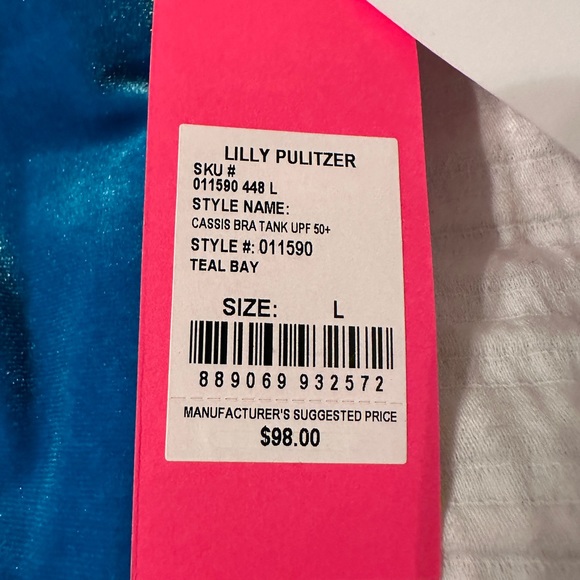 LILLY PULITZER
SKU #
011590 448 L
STYLE NAME:
CASSIS BRA TANK UPF 50+
STYLE #: 011590
TEAL BAY
SIZE: L
889069 932572
MANUFACTURER'S SUGGESTED PRICE
$98.00